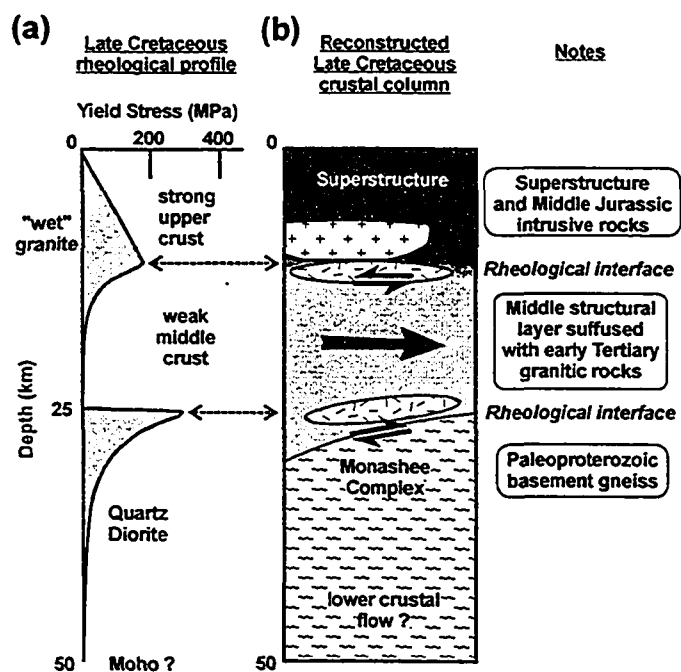 (a)
Late Cretaceous
rheological profile
Yield Stress (MPa)
0
200
400
"wet"
granite
strong
upper
crust
weak
middle
crust
Depth (km)
25
Quartz
Diorite
50
Moho ?
(b)
Reconstructed
Late Cretaceous
crustal column
0
Superstructure
Monashee
Complex
lower crustal
flow ?
50
Notes
Superstructure
and Middle Jurassic
intrusive rocks
Rheological interface
Middle structural
layer suffused
with early Tertiary
granitic rocks
Rheological interface
Paleoproterozoic
basement gneiss